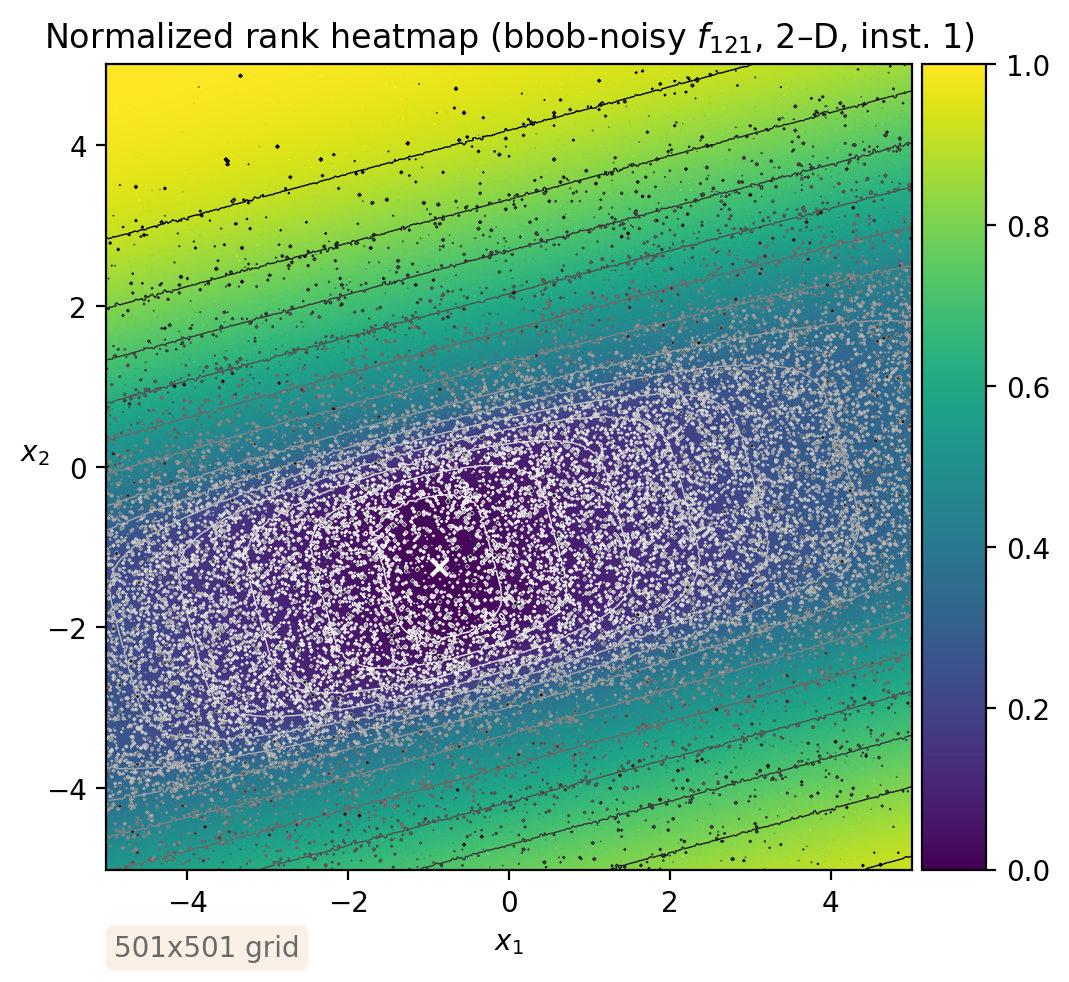 Normalized rank heatmap (bbob-noisy f₁₂₁, 2–D, inst. 1)
1.0
0.8
0.6
0.4
0.2
0.0
4
2
0
−2
−4
x₂
−4 −2 0 2 4
x₁
501x501 grid